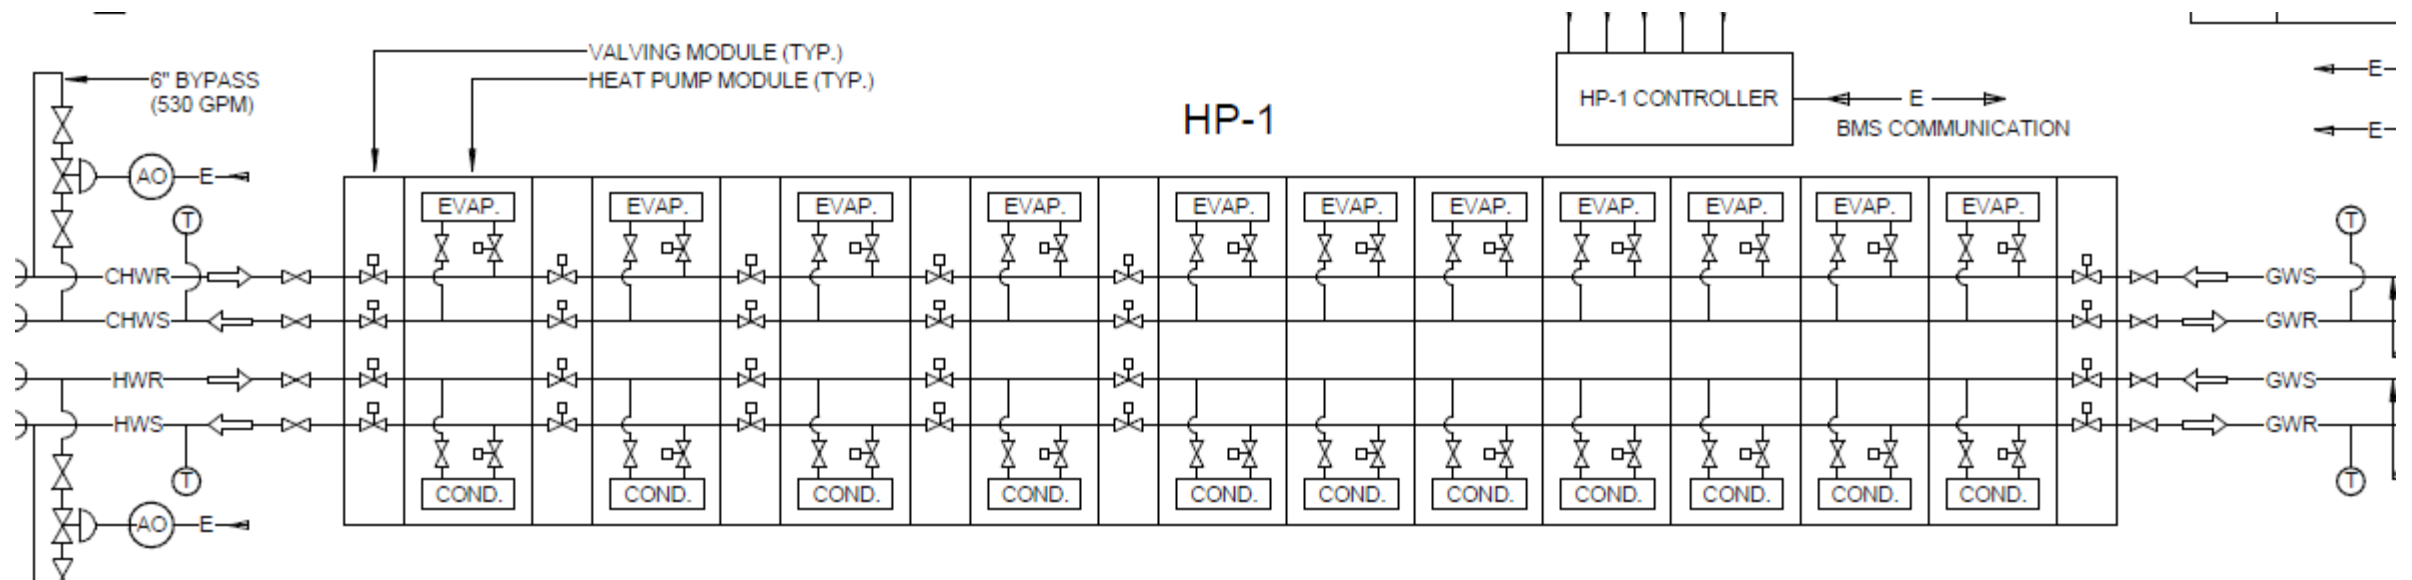 VALVING MODULE (TYP.)
HEAT PUMP MODULE (TYP.)
6" BYPASS
(530 GPM)
HP-1
HP-1 CONTROLLER
E
BMS COMMUNICATION
E
E
AO E
T
T
EVAP. EVAP. EVAP. EVAP. EVAP. EVAP. EVAP. EVAP. EVAP. EVAP. EVAP.
CHWR GWS
CHWS GWR
HWR GWS
HWS GWR
T
T
COND. COND. COND. COND. COND. COND. COND. COND. COND. COND. COND.
AO E